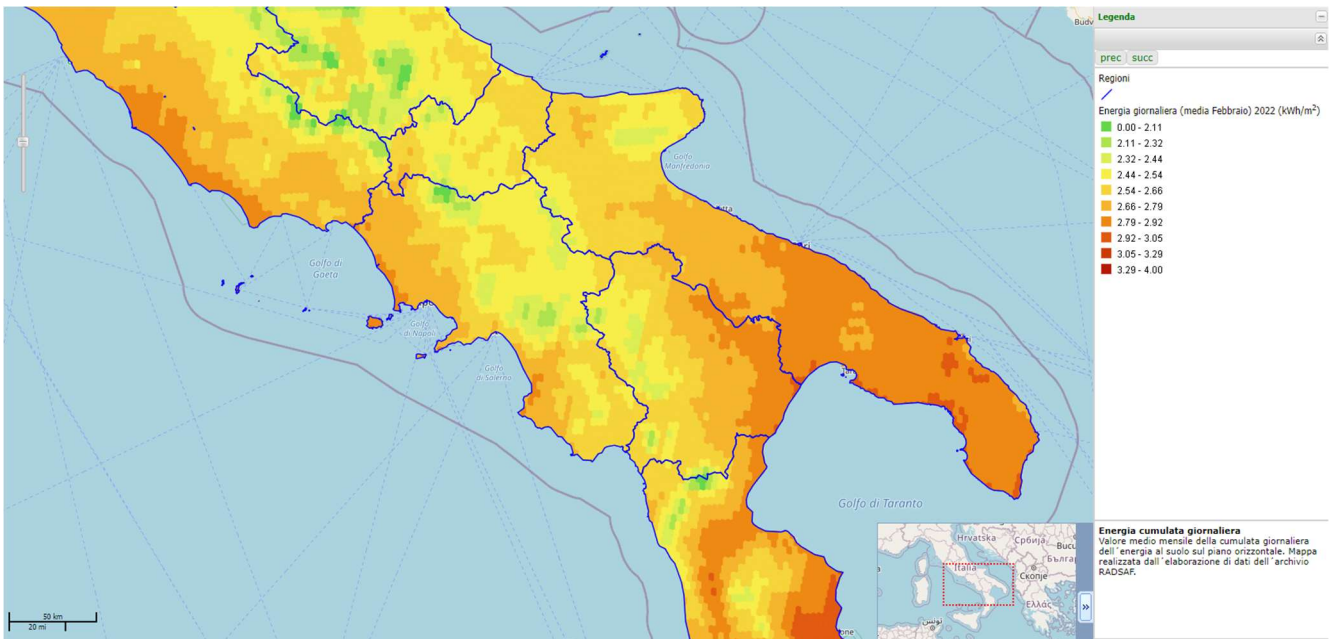 Budv
Golfo
Manfredonia
tta
Golfo di
Gaeta
Golfo
di Napoli
Golfo
di Salerno
Golfo di Taranto
50 km
20 mi
Hrvatska
Србија
Bucu
Българ
Italia
Скопје
Ελλάς
تونس
one
»
Legenda
prec succ
Regioni
Energia giornaliera (media Febbraio) 2022 (kWh/m²)
0.00 - 2.11
2.11 - 2.32
2.32 - 2.44
2.44 - 2.54
2.54 - 2.66
2.66 - 2.79
2.79 - 2.92
2.92 - 3.05
3.05 - 3.29
3.29 - 4.00
Energia cumulata giornaliera
Valore medio mensile della cumulata giornaliera
dell´energia al suolo sul piano orizzontale. Mappa
realizzata dall´elaborazione di dati dell´archivio
RADSAF.